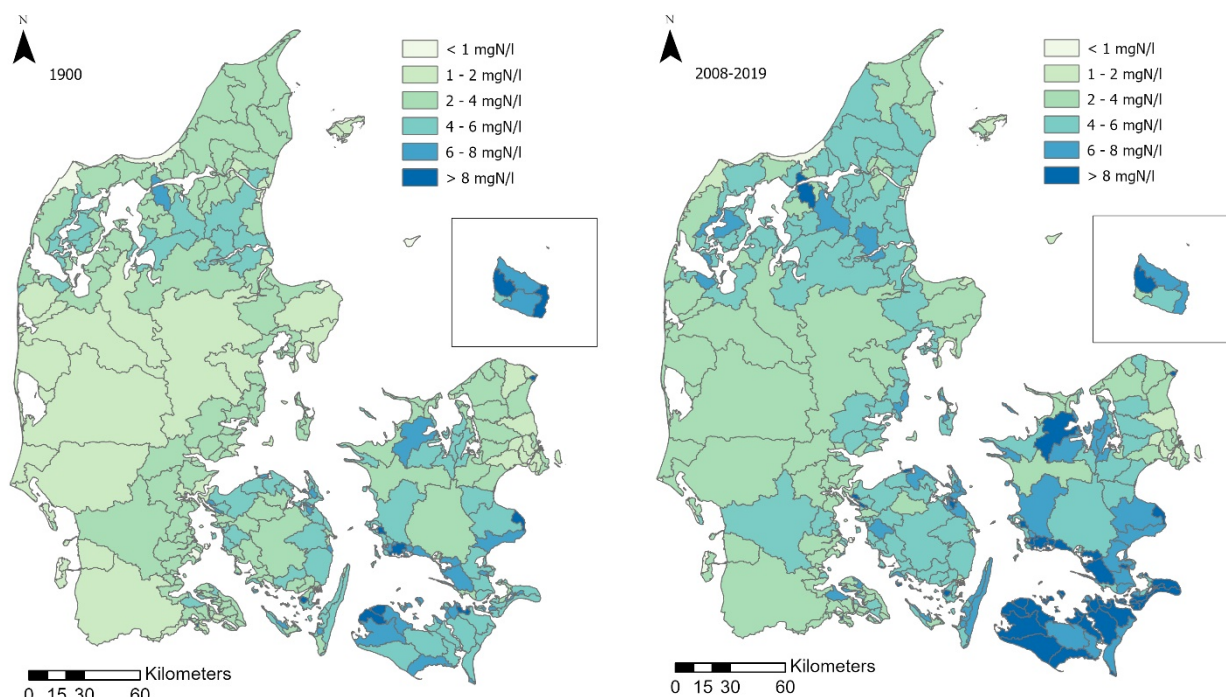 N
1900
< 1 mgN/l
1 - 2 mgN/l
2 - 4 mgN/l
4 - 6 mgN/l
6 - 8 mgN/l
> 8 mgN/l
Kilometers
0 15 30 60
N
2008-2019
< 1 mgN/l
1 - 2 mgN/l
2 - 4 mgN/l
4 - 6 mgN/l
6 - 8 mgN/l
> 8 mgN/l
Kilometers
0 15 30 60